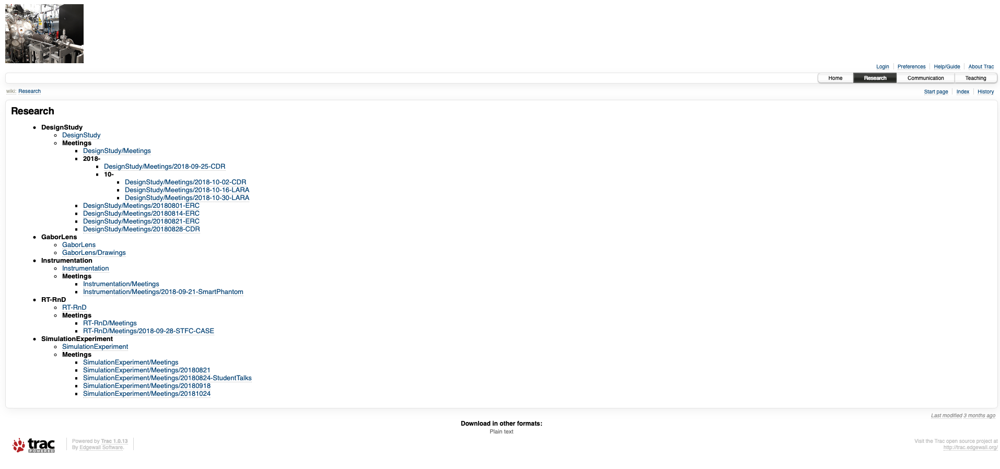 Login
Preferences
Help/Guide
About Trac
Home
Research
Communication
Teaching
wiki: Research
Start page
Index
History
Research
DesignStudy
DesignStudy
Meetings
DesignStudy/Meetings
2018-
DesignStudy/Meetings/2018-09-25-CDR
10-
DesignStudy/Meetings/2018-10-02-CDR
DesignStudy/Meetings/2018-10-16-LARA
DesignStudy/Meetings/2018-10-30-LARA
DesignStudy/Meetings/20180801-ERC
DesignStudy/Meetings/20180814-ERC
DesignStudy/Meetings/20180821-ERC
DesignStudy/Meetings/20180828-CDR
GaborLens
GaborLens
GaborLens/Drawings
Instrumentation
Instrumentation
Meetings
Instrumentation/Meetings
Instrumentation/Meetings/2018-09-21-SmartPhantom
RT-RnD
RT-RnD
Meetings
RT-RnD/Meetings
RT-RnD/Meetings/2018-09-28-STFC-CASE
SimulationExperiment
SimulationExperiment
Meetings
SimulationExperiment/Meetings
SimulationExperiment/Meetings/20180821
SimulationExperiment/Meetings/20180824-StudentTalks
SimulationExperiment/Meetings/20180918
SimulationExperiment/Meetings/20181024
Last modified 3 months ago
Download in other formats:
Plain text
trac
POWERED
Powered by Trac 1.0.13
By Edgewall Software.
Visit the Trac open source project at
http://trac.edgewall.org/